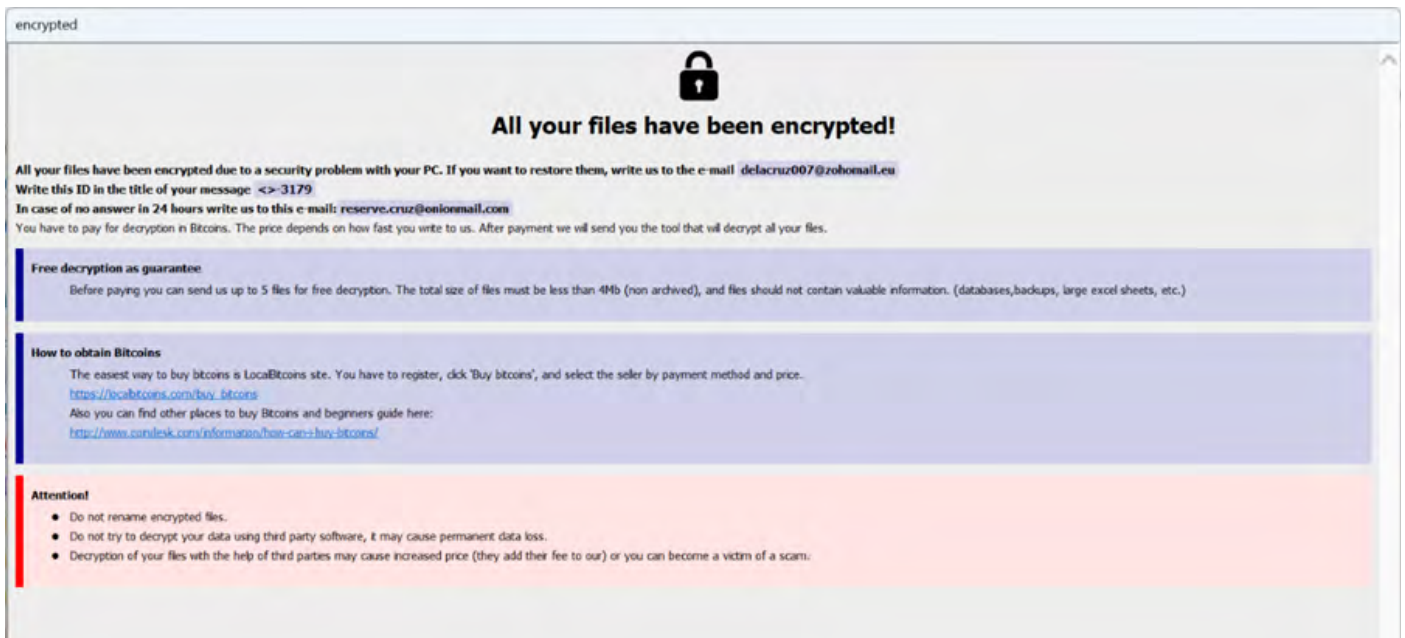 encrypted
All your files have been encrypted!
All your files have been encrypted due to a security problem with your PC. If you want to restore them, write us to the e-mail delacruz007@zohomail.eu
Write this ID in the title of your message <>-3179
In case of no answer in 24 hours write us to this e-mail: reserve.cruz@onionmail.com
You have to pay for decryption in Bitcoins. The price depends on how fast you write to us. After payment we will send you the tool that will decrypt all your files.
Free decryption as guarantee
Before paying you can send us up to 5 files for free decryption. The total size of files must be less than 4Mb (non archived), and files should not contain valuable information. (databases,backups, large excel sheets, etc.)
How to obtain Bitcoins
The easiest way to buy bitcoins is LocalBitcoins site. You have to register, click 'Buy bitcoins', and select the seller by payment method and price.
https://localbitcoins.com/buy_bitcoins
Also you can find other places to buy Bitcoins and beginners guide here:
http://www.coindesk.com/information/how-can-i-buy-bitcoins/
Attention!
● Do not rename encrypted files.
● Do not try to decrypt your data using third party software, it may cause permanent data loss.
● Decryption of your files with the help of third parties may cause increased price (they add their fee to our) or you can become a victim of a scam.